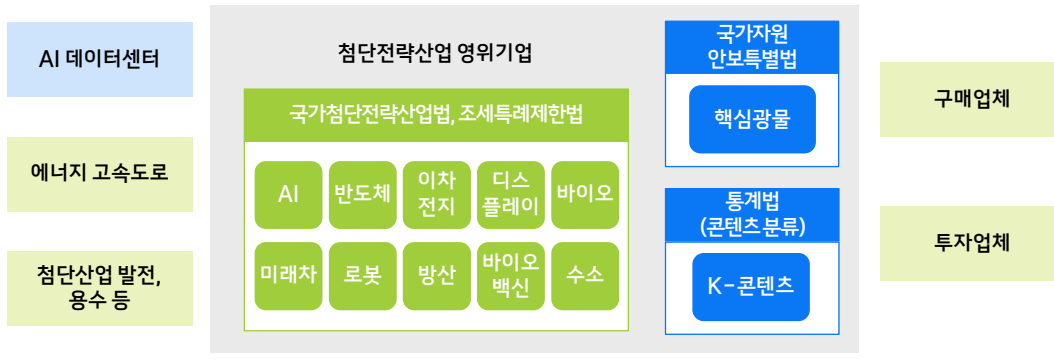 AI 데이터센터
에너지 고속도로
첨단산업 발전,
용수 등
첨단전략산업 영위기업
국가첨단전략산업법, 조세특례제한법
AI
반도체
이차
전지
디스
플레이
바이오
미래차
로봇
방산
바이오
백신
수소
국가자원
안보특별법
핵심광물
통계법
(콘텐츠 분류)
K-콘텐츠
구매업체
투자업체